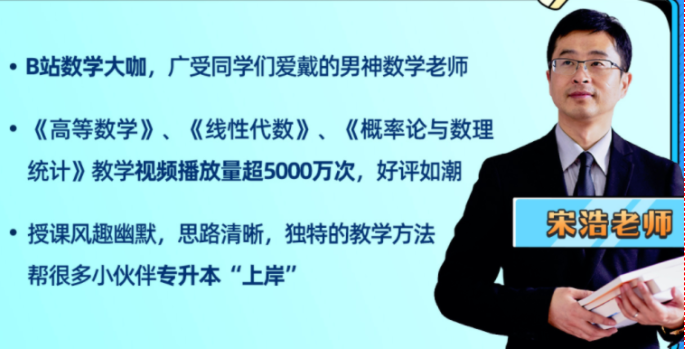 • B站数学大咖，广受同学们爱戴的男神数学老师
• 《高等数学》、《线性代数》、《概率论与数理
统计》教学视频播放量超5000万次，好评如潮
• 授课风趣幽默，思路清晰，独特的教学方法
帮很多小伙伴专升本“上岸”
宋浩老师